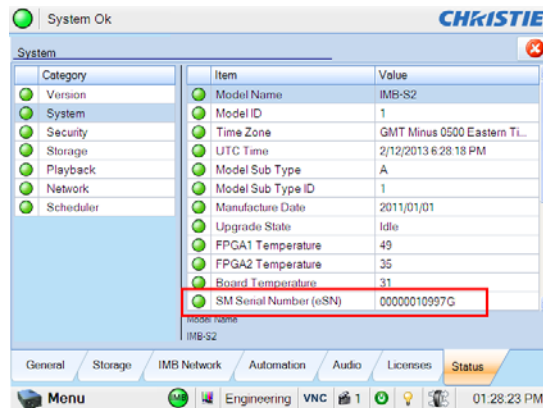 System Ok
CHRISTIE
System
Category
Item Value
Version
Model Name IMB-S2
System
Model ID 1
Security
Time Zone GMT Minus 0500 Eastern Ti...
Storage
UTC Time 2/12/2013 6:28:18 PM
Playback
Model Sub Type A
Network
Model Sub Type ID 1
Scheduler
Manufacture Date 2011/01/01
Upgrade State Idle
FPGA1 Temperature 49
FPGA2 Temperature 35
Board Temperature 31
SM Serial Number (eSN) 00000010997G
Model Name
IMB-S2
General Storage IMB Network Automation Audio Licenses Status
Menu IMB Engineering VNC 1 01:28:23 PM